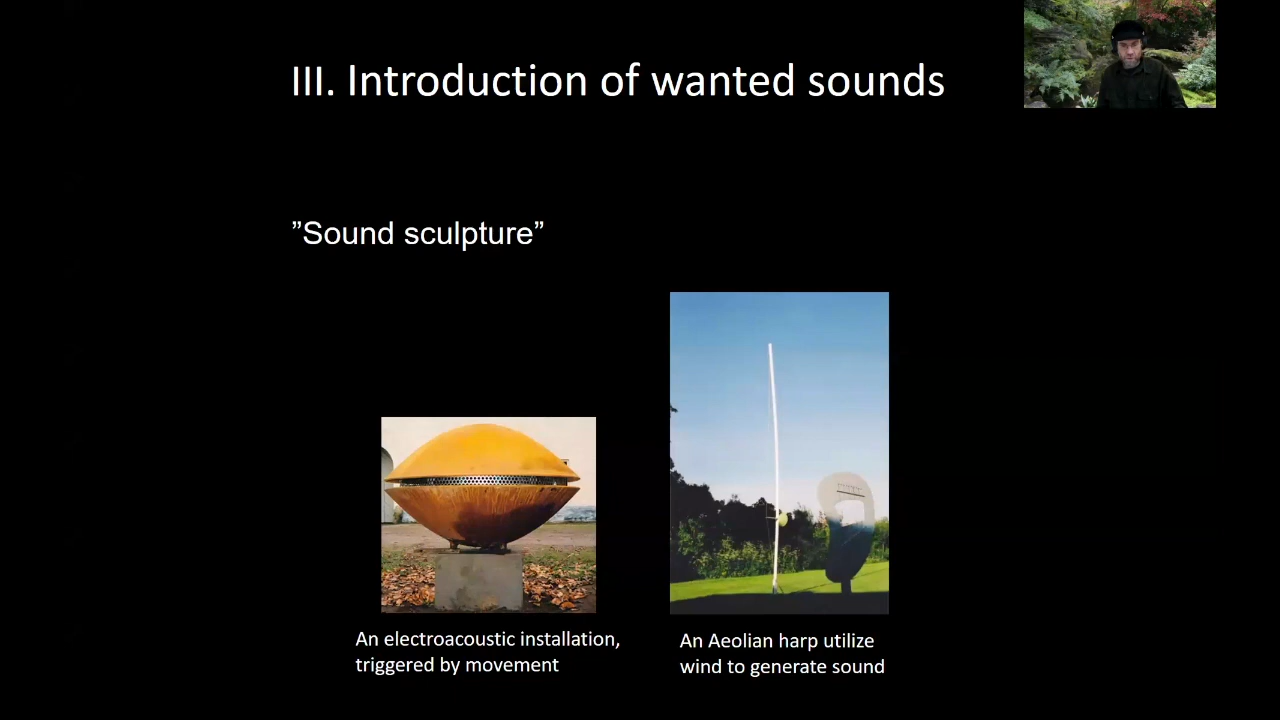 III. Introduction of wanted sounds
”Sound sculpture”
An electroacoustic installation,
triggered by movement
An Aeolian harp utilize
wind to generate sound